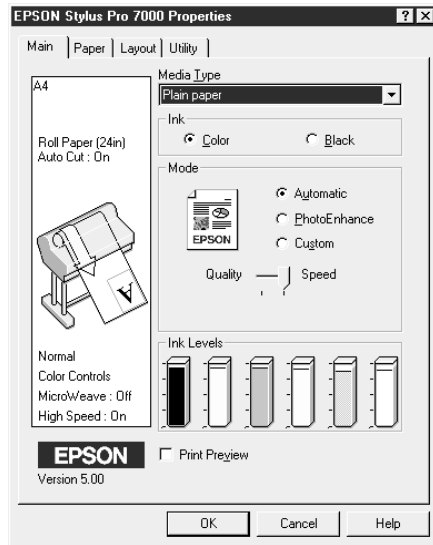 EPSON Stylus Pro 7000 Properties
Main Paper Layout Utility
A4
Roll Paper (24in)
Auto Cut : On
A
Normal
Color Controls
MicroWeave : Off
High Speed : On
EPSON
Version 5.00
Media Type
Plain paper
Ink
Color Black
Mode
EPSON
Automatic
PhotoEnhance
Custom
Quality Speed
Ink Levels
Print Preview
OK Cancel Help